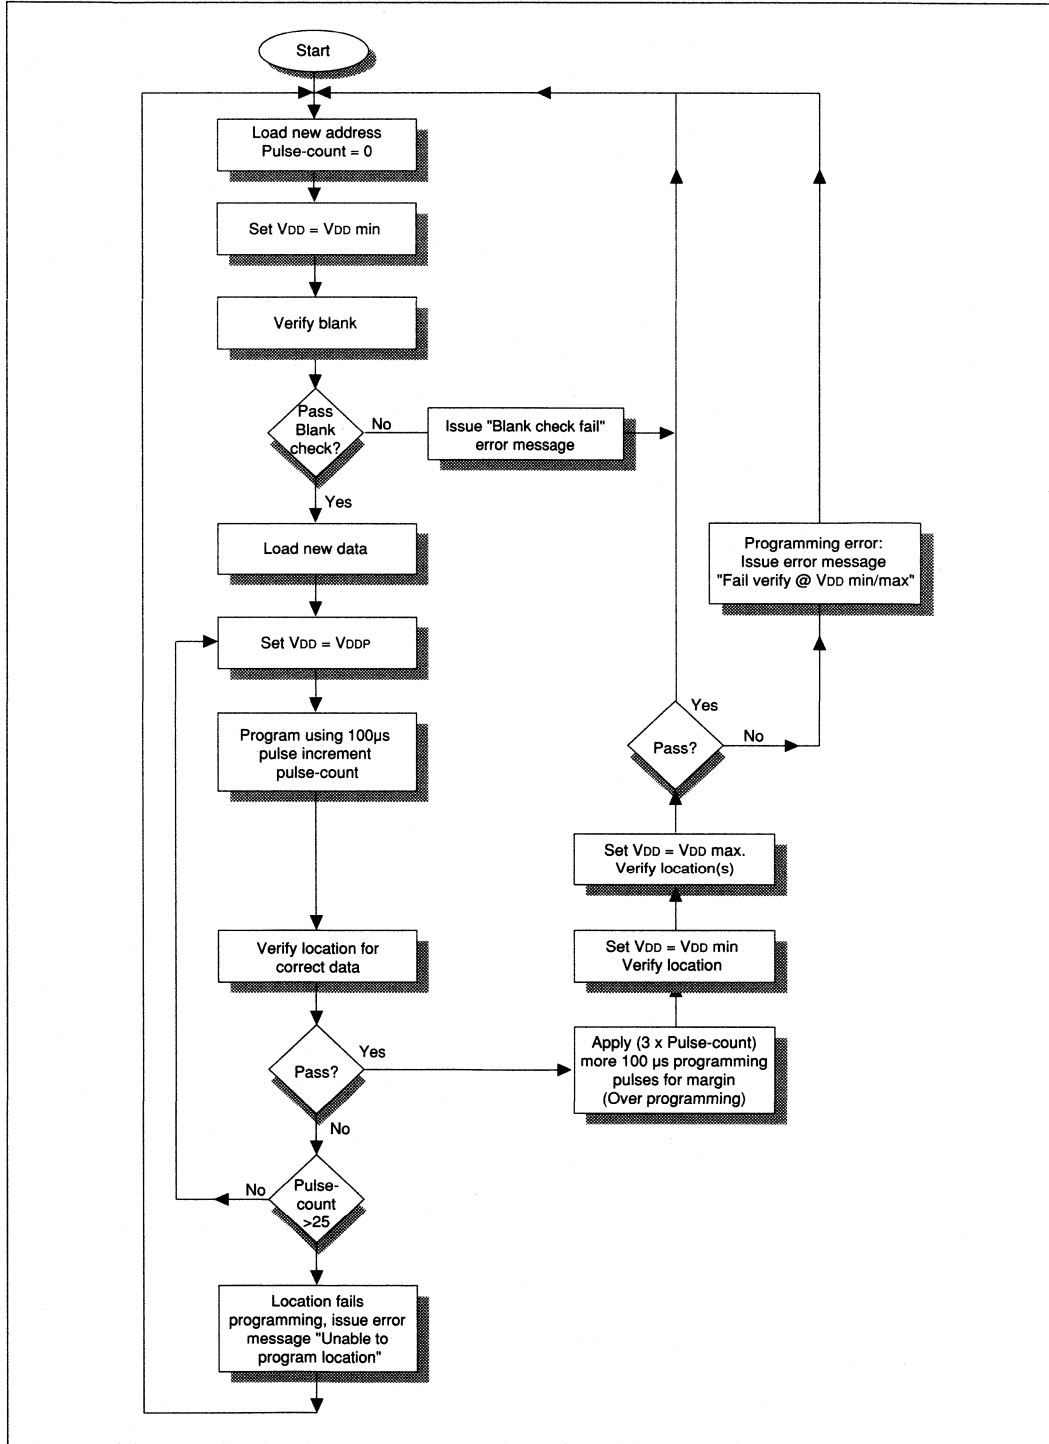 Start
Load new address
Pulse-count = 0
Set VDD = VDD min
Verify blank
Pass
Blank
check?
No
Issue "Blank check fail"
error message
Yes
Load new data
Programming error:
Issue error message
"Fail verify @ VDD min/max"
Set VDD = VDDP
Program using 100µs
pulse increment
pulse-count
Yes
Pass?
No
Set VDD = VDD max.
Verify location(s)
Verify location for
correct data
Set VDD = VDD min
Verify location
Pass?
Yes
Apply (3 x Pulse-count)
more 100 µs programming
pulses for margin
(Over programming)
No
Pulse-
count
>25
No
Location fails
programming, issue error
message "Unable to
program location"